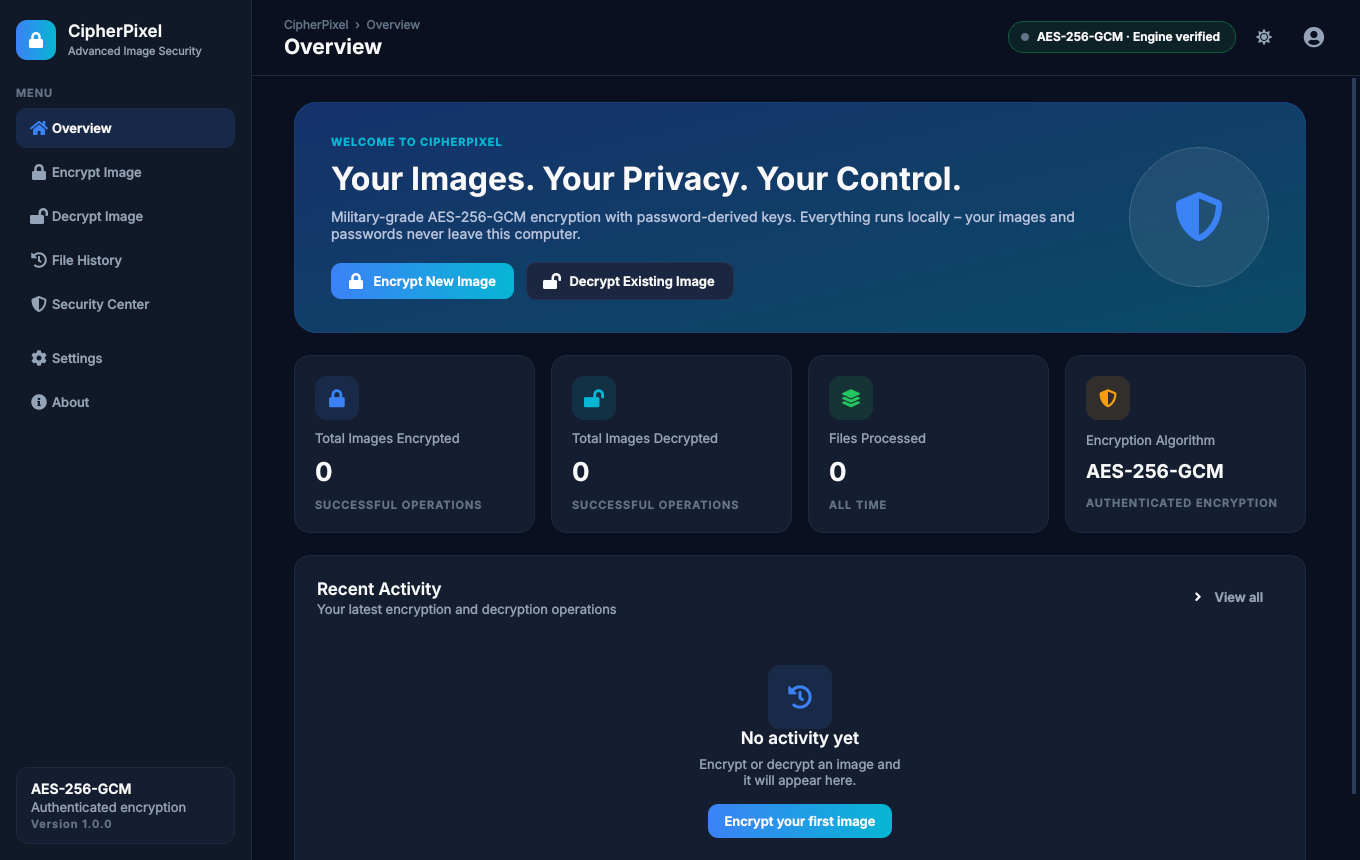 CipherPixel
Advanced Image Security
MENU
Overview
Encrypt Image
Decrypt Image
File History
Security Center
Settings
About
AES-256-GCM
Authenticated encryption
Version 1.0.0
CipherPixel › Overview
Overview
AES-256-GCM · Engine verified
WELCOME TO CIPHERPIXEL
Your Images. Your Privacy. Your Control.
Military-grade AES-256-GCM encryption with password-derived keys. Everything runs locally – your images and
passwords never leave this computer.
Encrypt New Image
Decrypt Existing Image
Total Images Encrypted
0
SUCCESSFUL OPERATIONS
Total Images Decrypted
0
SUCCESSFUL OPERATIONS
Files Processed
0
ALL TIME
Encryption Algorithm
AES-256-GCM
AUTHENTICATED ENCRYPTION
Recent Activity
Your latest encryption and decryption operations
View all
No activity yet
Encrypt or decrypt an image and
it will appear here.
Encrypt your first image